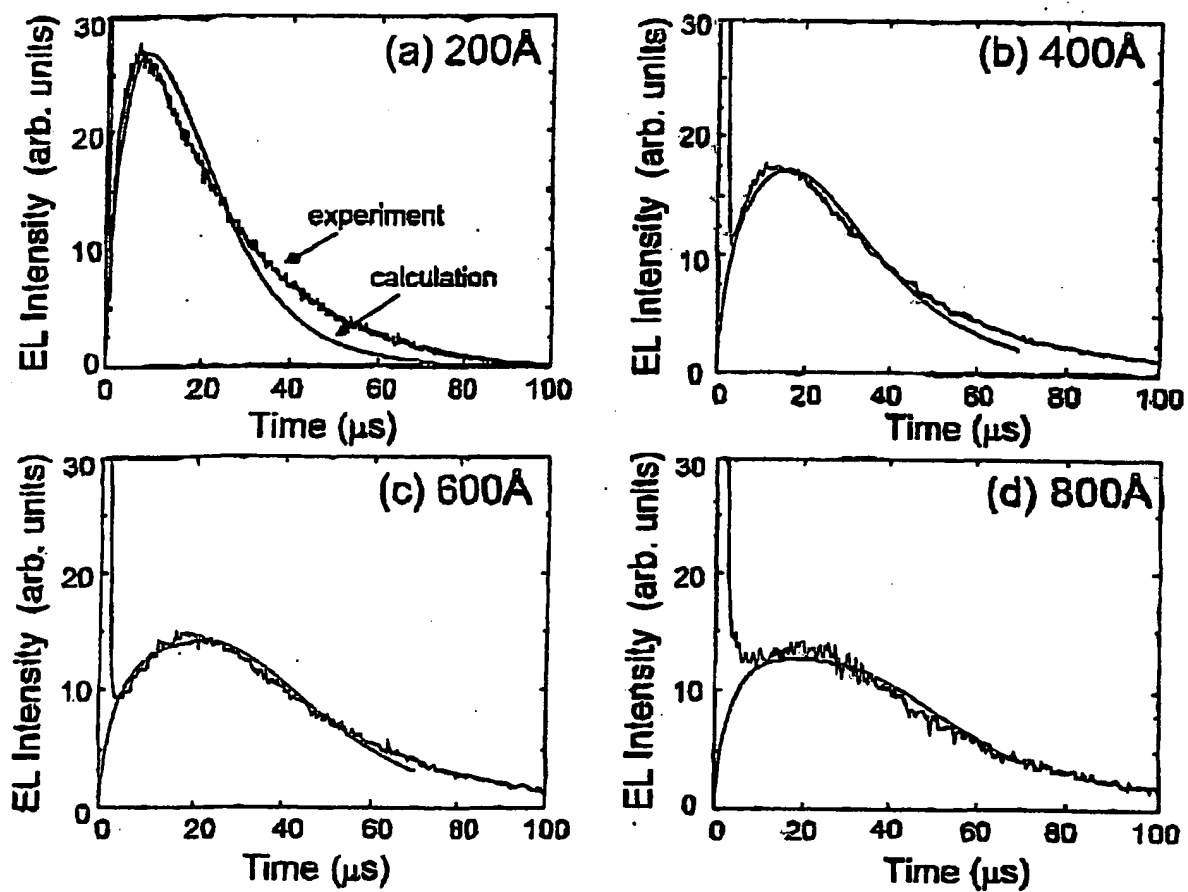 (a) 200Å
EL Intensity (arb. units)
30
20
10
0
experiment
calculation
0 20 40 60 80 100
Time (μs)
(b) 400Å
EL Intensity (arb. units)
30
20
10
0
0 20 40 60 80 100
Time (μs)
(c) 600Å
EL Intensity (arb. units)
30
20
10
0
0 20 40 60 80 100
Time (μs)
(d) 800Å
EL Intensity (arb. units)
30
20
10
0
0 20 40 60 80 100
Time (μs)